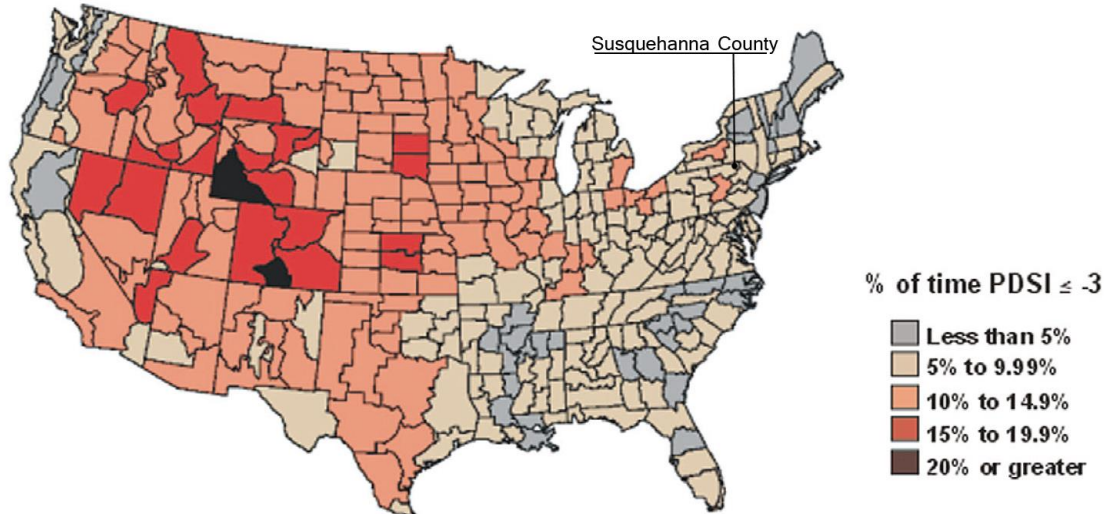 Susquehanna County
% of time PDSI ≤ -3
Less than 5%
5% to 9.99%
10% to 14.9%
15% to 19.9%
20% or greater